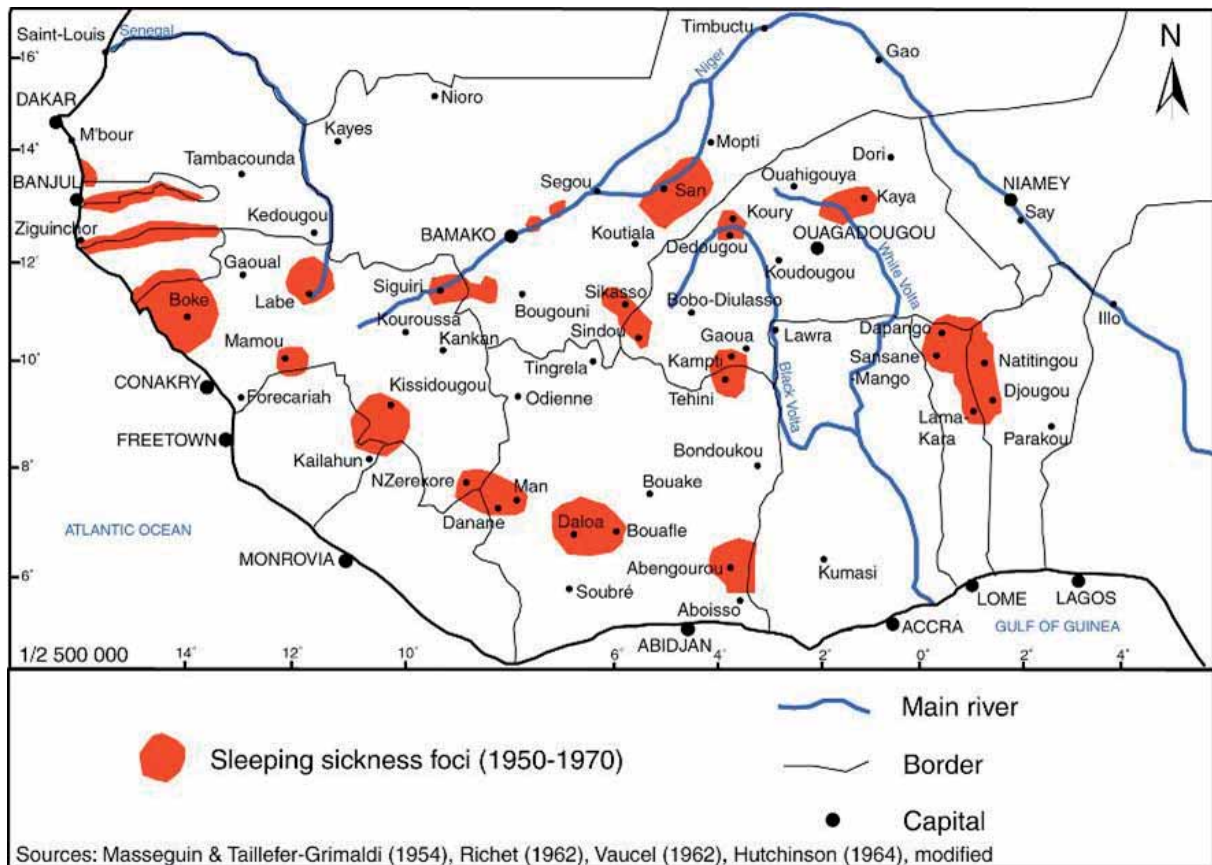 Timbuctu
Saint-Louis
Senegal
N
Gao
16°
Niger
DAKAR
Nioro
M'bour
Kayes
14°
Mopti
Tambacounda
Dori
BANJUL
Segou
San
Ouahigouya
Kaya
NIAMEY
Say
Ziguinchor
Kedougou
BAMAKO
Koutiala
Koury
OUAGADOUGOU
Dedougou
12°
Gaoual
Koudougou
White Volta
Labe
Siguiri
Sikasso
Boke
Bougouni
Bobo-Diulasso
Illo
Kouroussa
Sindou
Gaoua
Lawra
Dapango
Mamou
Kankan
10°
Tingrela
Kampti
Sansane
-Mango
Natitingou
CONAKRY
Kissidougou
Black Volta
Djougou
Forecariah
Odienne
Tehini
Lama-
Kara
FREETOWN
Parakou
Kailahun
Bondoukou
8°
NZerekore
Man
Bouake
Danane
Daloa
Bouafle
ATLANTIC OCEAN
MONROVIA
Abengourou
Kumasi
6°
Soubré
Aboisso
LOME
LAGOS
ACCRA
GULF OF GUINEA
ABIDJAN
1/2 500 000
14°
12°
10°
6°
4°
2°
0°
2°
4°
Main river
Sleeping sickness foci (1950-1970)
Border
Capital
Sources: Masseguin & Taillefer-Grimaldi (1954), Richet (1962), Vaucel (1962), Hutchinson (1964), modified